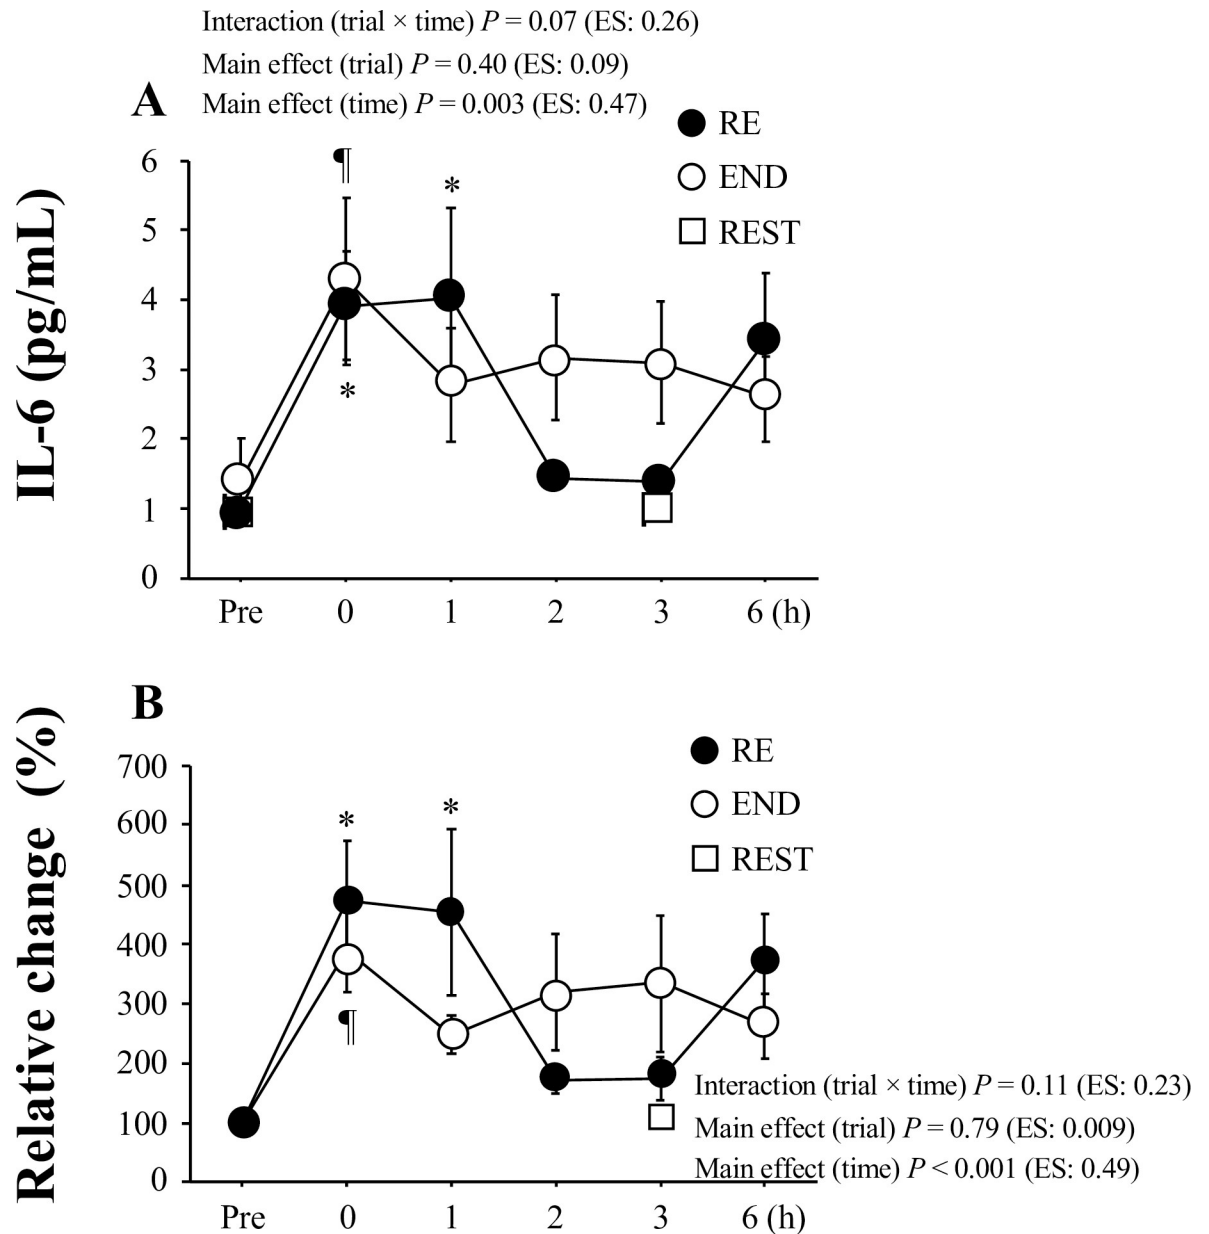 Interaction (trial × time) P = 0.07 (ES: 0.26)
Main effect (trial) P = 0.40 (ES: 0.09)
Main effect (time) P = 0.003 (ES: 0.47)
A
RE
END
REST
IL-6 (pg/mL)
6
5
4
3
2
1
0
¶
*
*
Pre 0 1 2 3 6 (h)
B
RE
END
REST
Relative change (%)
700
600
500
400
300
200
100
0
* *
¶
Interaction (trial × time) P = 0.11 (ES: 0.23)
Main effect (trial) P = 0.79 (ES: 0.009)
Main effect (time) P < 0.001 (ES: 0.49)
Pre 0 1 2 3 6 (h)